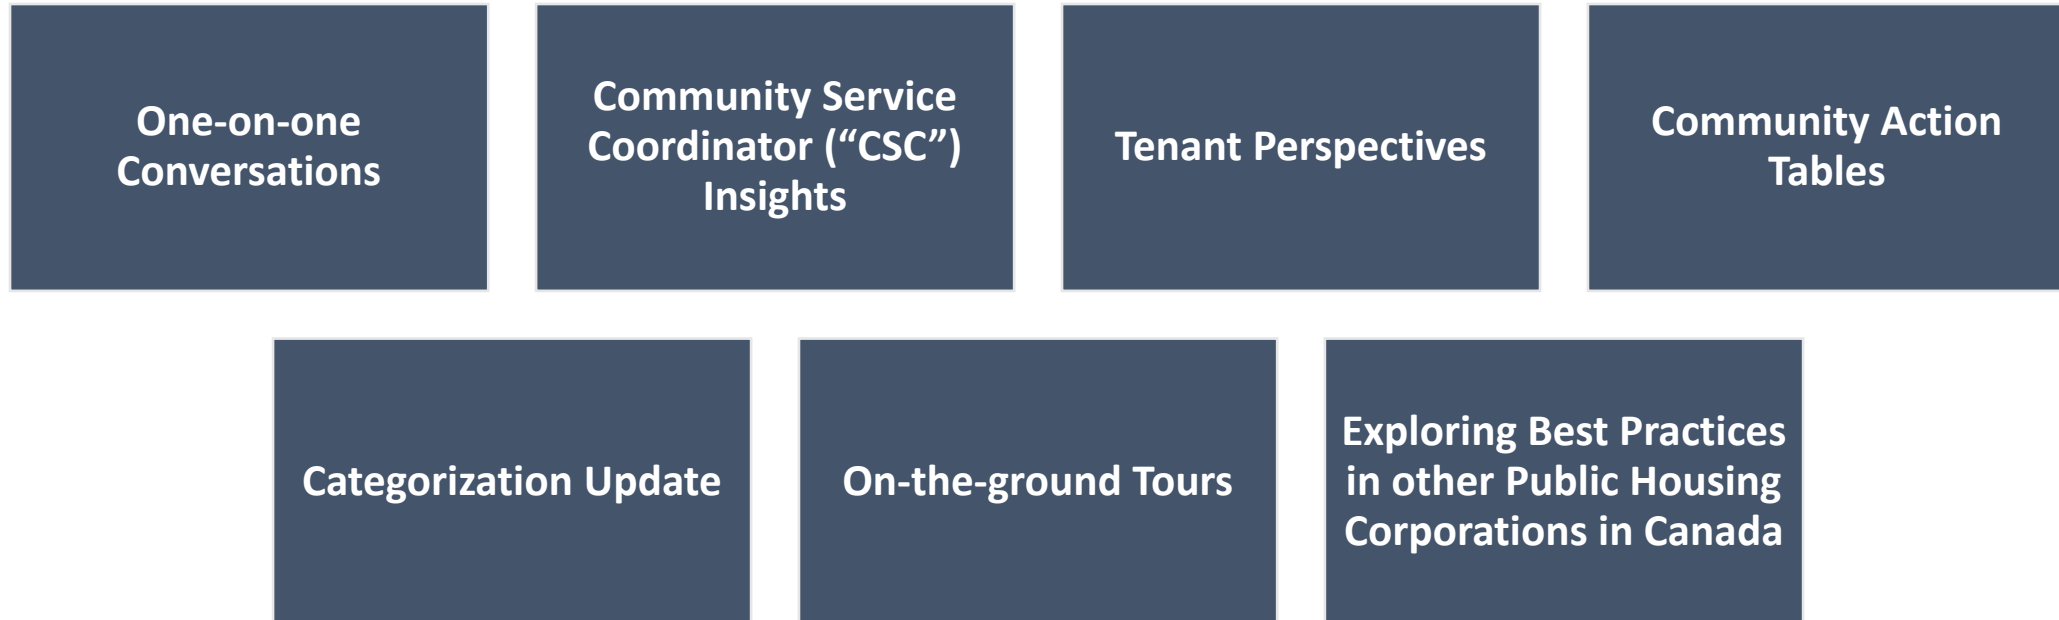 One-on-one
Conversations
Community Service
Coordinator (“CSC”)
Insights
Tenant Perspectives
Community Action
Tables
Categorization Update
On-the-ground Tours
Exploring Best Practices
in other Public Housing
Corporations in Canada